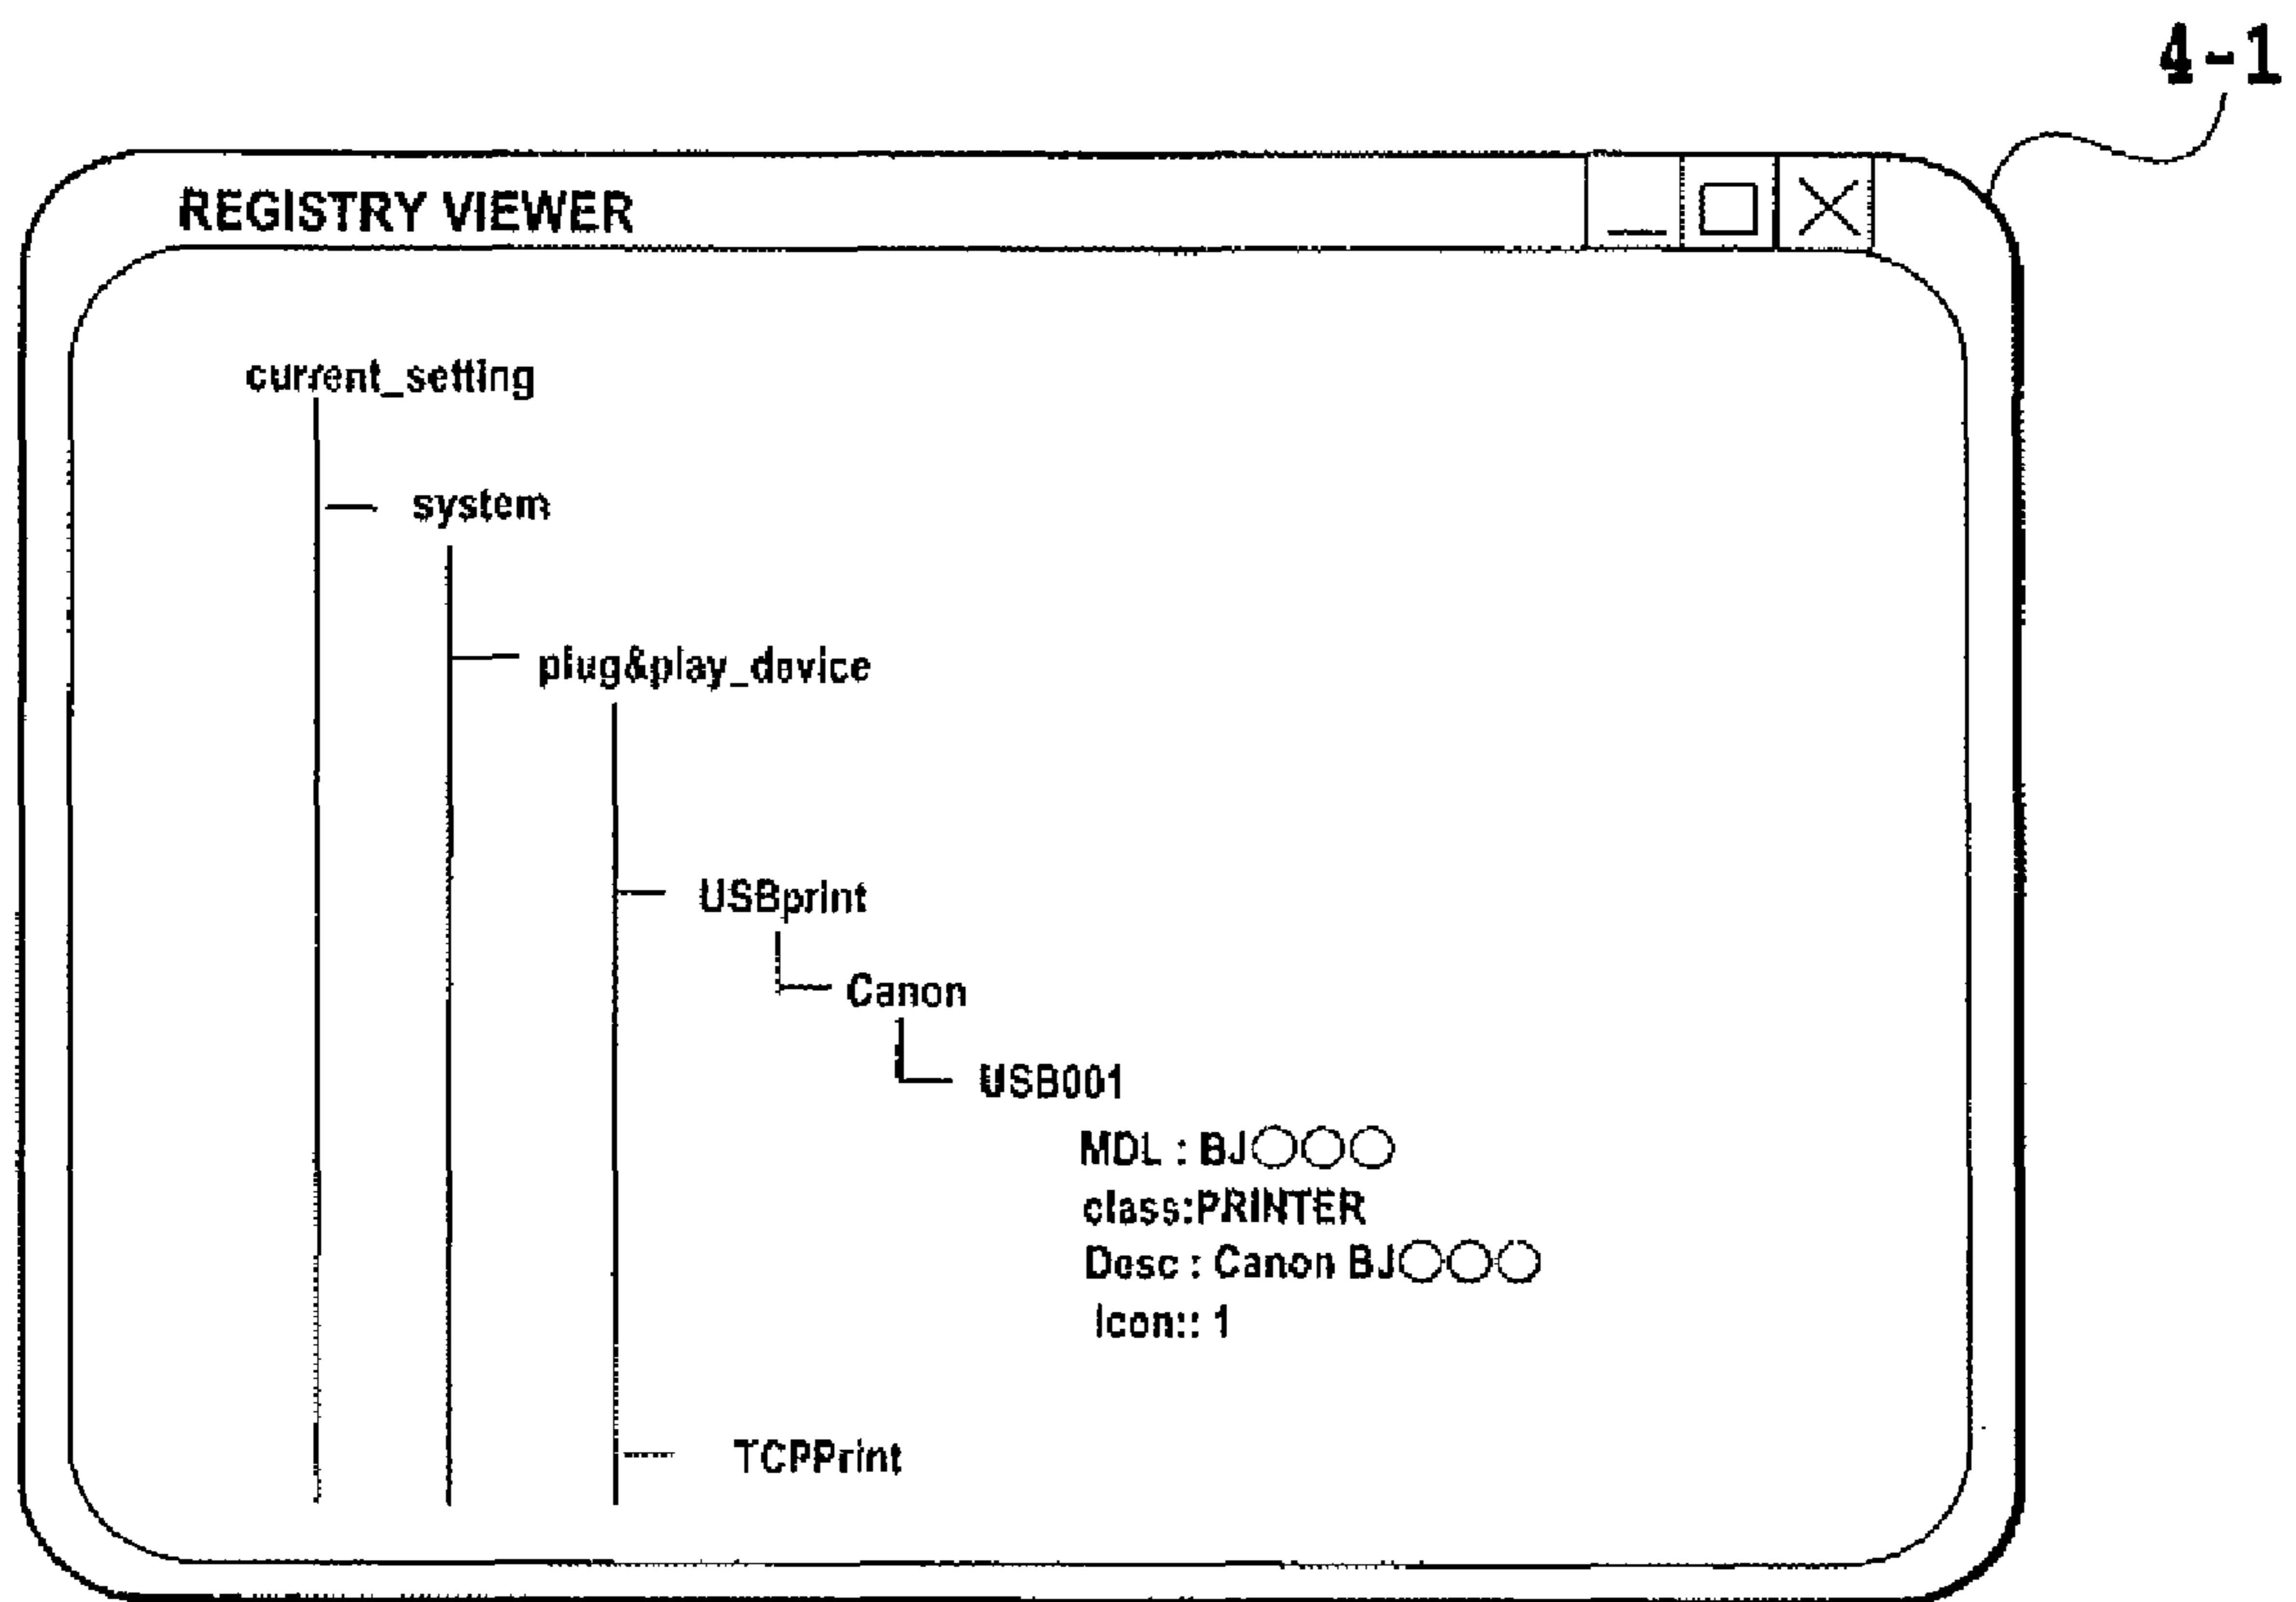 4-1
REGISTRY VIEWER
current_setting
system
plug&play_device
USBprint
Canon
USB001
MDL : BJ○○○
class:PRINTER
Desc : Canon BJ○○○
Icon:: 1
TCPPrint